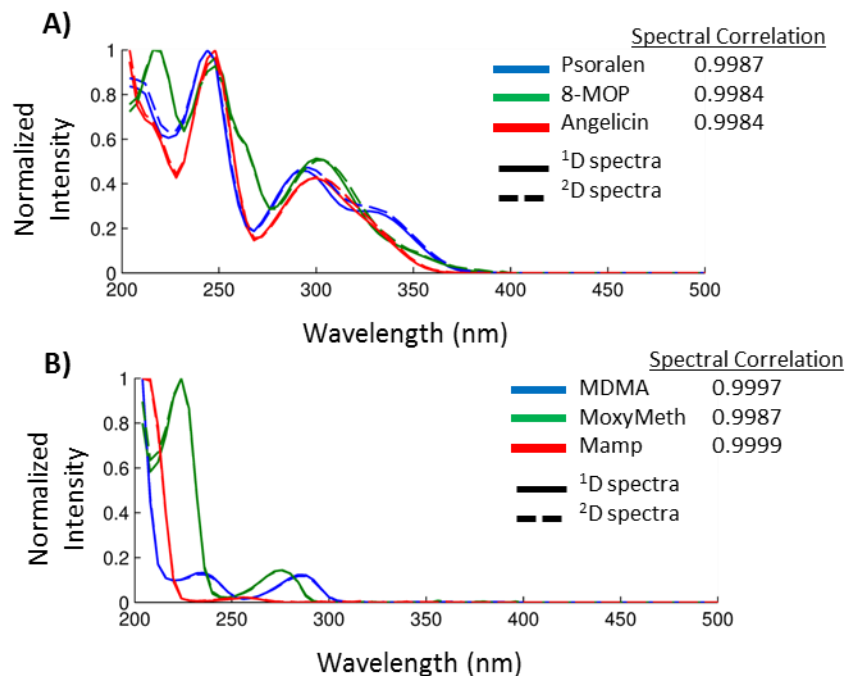 A)
Spectral Correlation
Psoralen 0.9987
8-MOP 0.9984
Angelicin 0.9984
¹D spectra
²D spectra
Normalized
Intensity
1
0.8
0.6
0.4
0.2
0
200 250 300 350 400 450 500
Wavelength (nm)
B)
Spectral Correlation
MDMA 0.9997
MoxyMeth 0.9987
Mamp 0.9999
¹D spectra
²D spectra
Normalized
Intensity
1
0.8
0.6
0.4
0.2
0
200 250 300 350 400 450 500
Wavelength (nm)